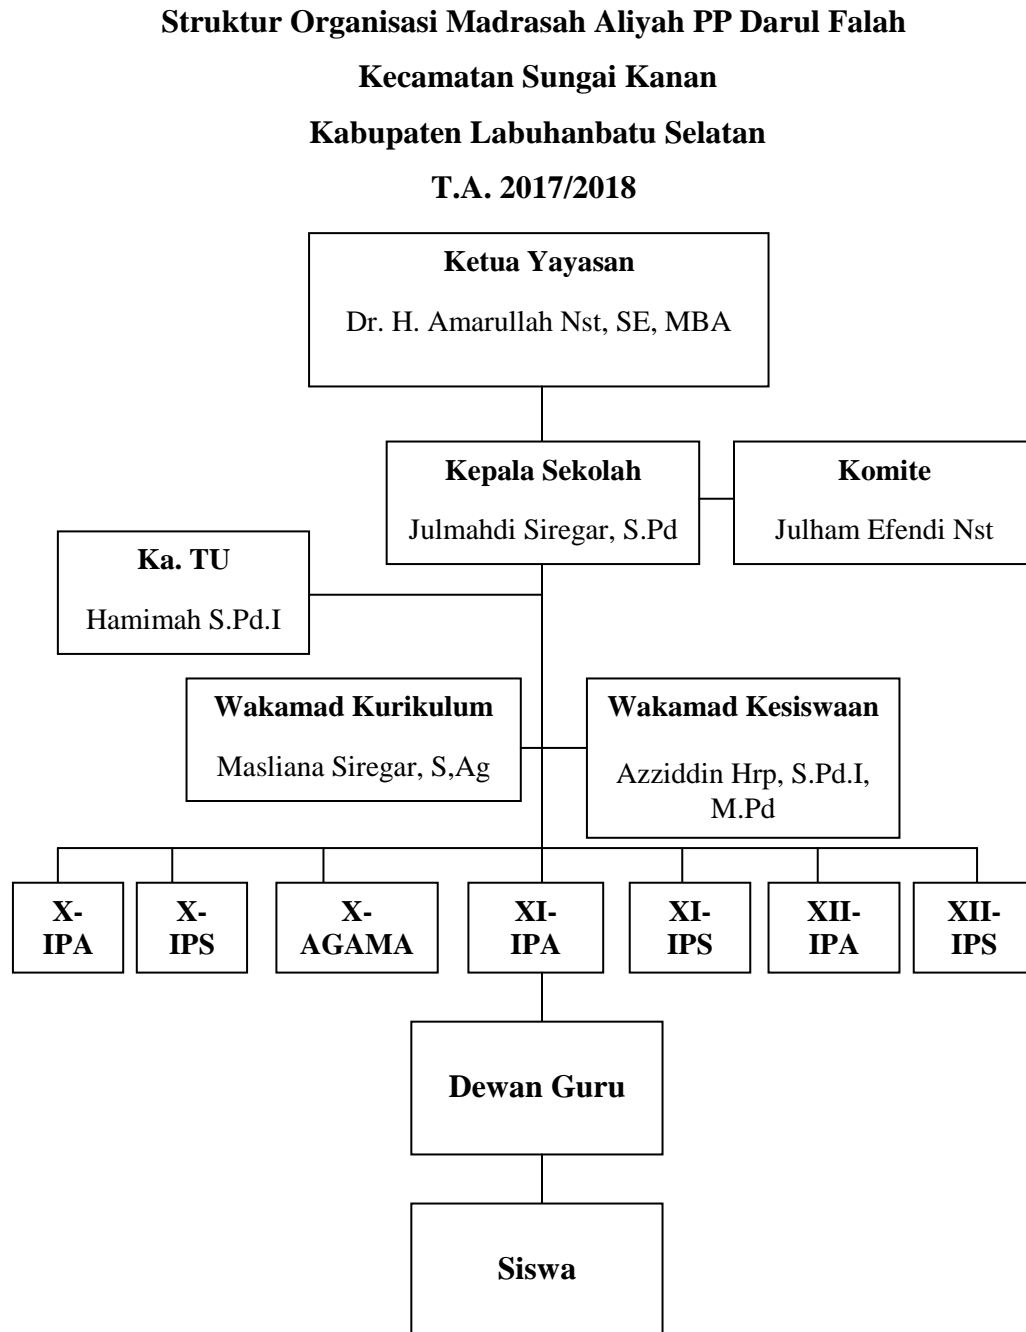 Struktur Organisasi Madrasah Aliyah PP Darul Falah
Kecamatan Sungai Kanan
Kabupaten Labuhanbatu Selatan
T.A. 2017/2018
Ketua Yayasan
Dr. H. Amarullah Nst, SE, MBA
Kepala Sekolah
Julmahdi Siregar, S.Pd
Komite
Julham Efendi Nst
Ka. TU
Hamimah S.Pd.I
Wakamad Kurikulum
Masliana Siregar, S,Ag
Wakamad Kesiswaan
Azziddin Hrp, S.Pd.I,
M.Pd
X-
IPA
X-
IPS
X-
AGAMA
XI-
IPA
XI-
IPS
XII-
IPA
XII-
IPS
Dewan Guru
Siswa